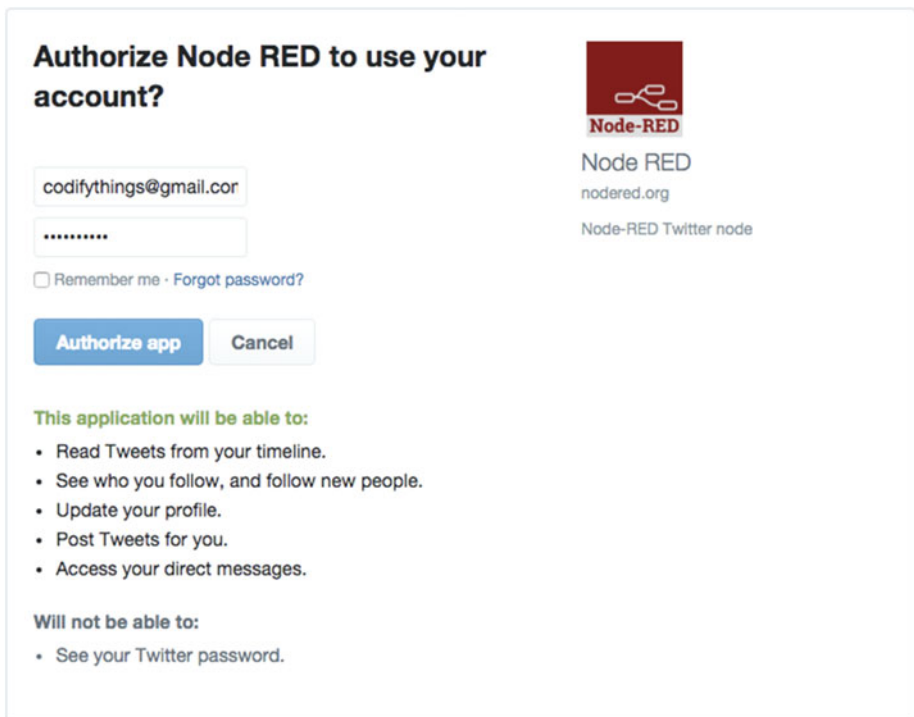 Authorize Node RED to use your
account?
codifythings@gmail.con
••••••••••
Remember me · Forgot password?
Authorize app
Cancel
This application will be able to:
• Read Tweets from your timeline.
• See who you follow, and follow new people.
• Update your profile.
• Post Tweets for you.
• Access your direct messages.
Will not be able to:
• See your Twitter password.
Node-RED
Node RED
nodered.org
Node-RED Twitter node